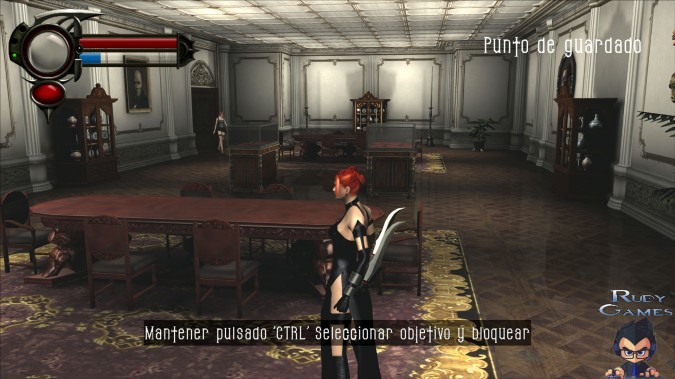 Punto de guardado
Mantener pulsado 'CTRL' Seleccionar objetivo y bloquear
Rudy
Games